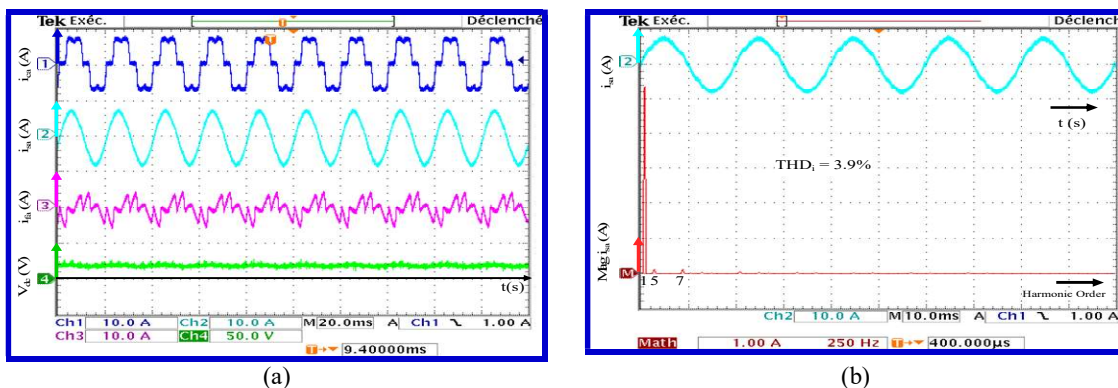 Tek Exéc. Déclenché
T
T
1
2
3
4
i_ca (A)
i_sa (A)
i_fa (A)
V_dc (V)
t(s)
Ch1 10.0 A Ch2 10.0 A M 20.0ms A Ch1 1.00 A
Ch3 10.0 A Ch4 50.0 V
T 9.40000ms
(a)
Tek Exéc. Déclenché
2
i_sa (A)
t (s)
THD_i = 3.9%
Mag i_sa (A)
M
1 5 7
Harmonic Order
Ch2 10.0 A M 10.0ms A Ch1 1.00 A
Math 1.00 A 250 Hz T 400.000µs
(b)